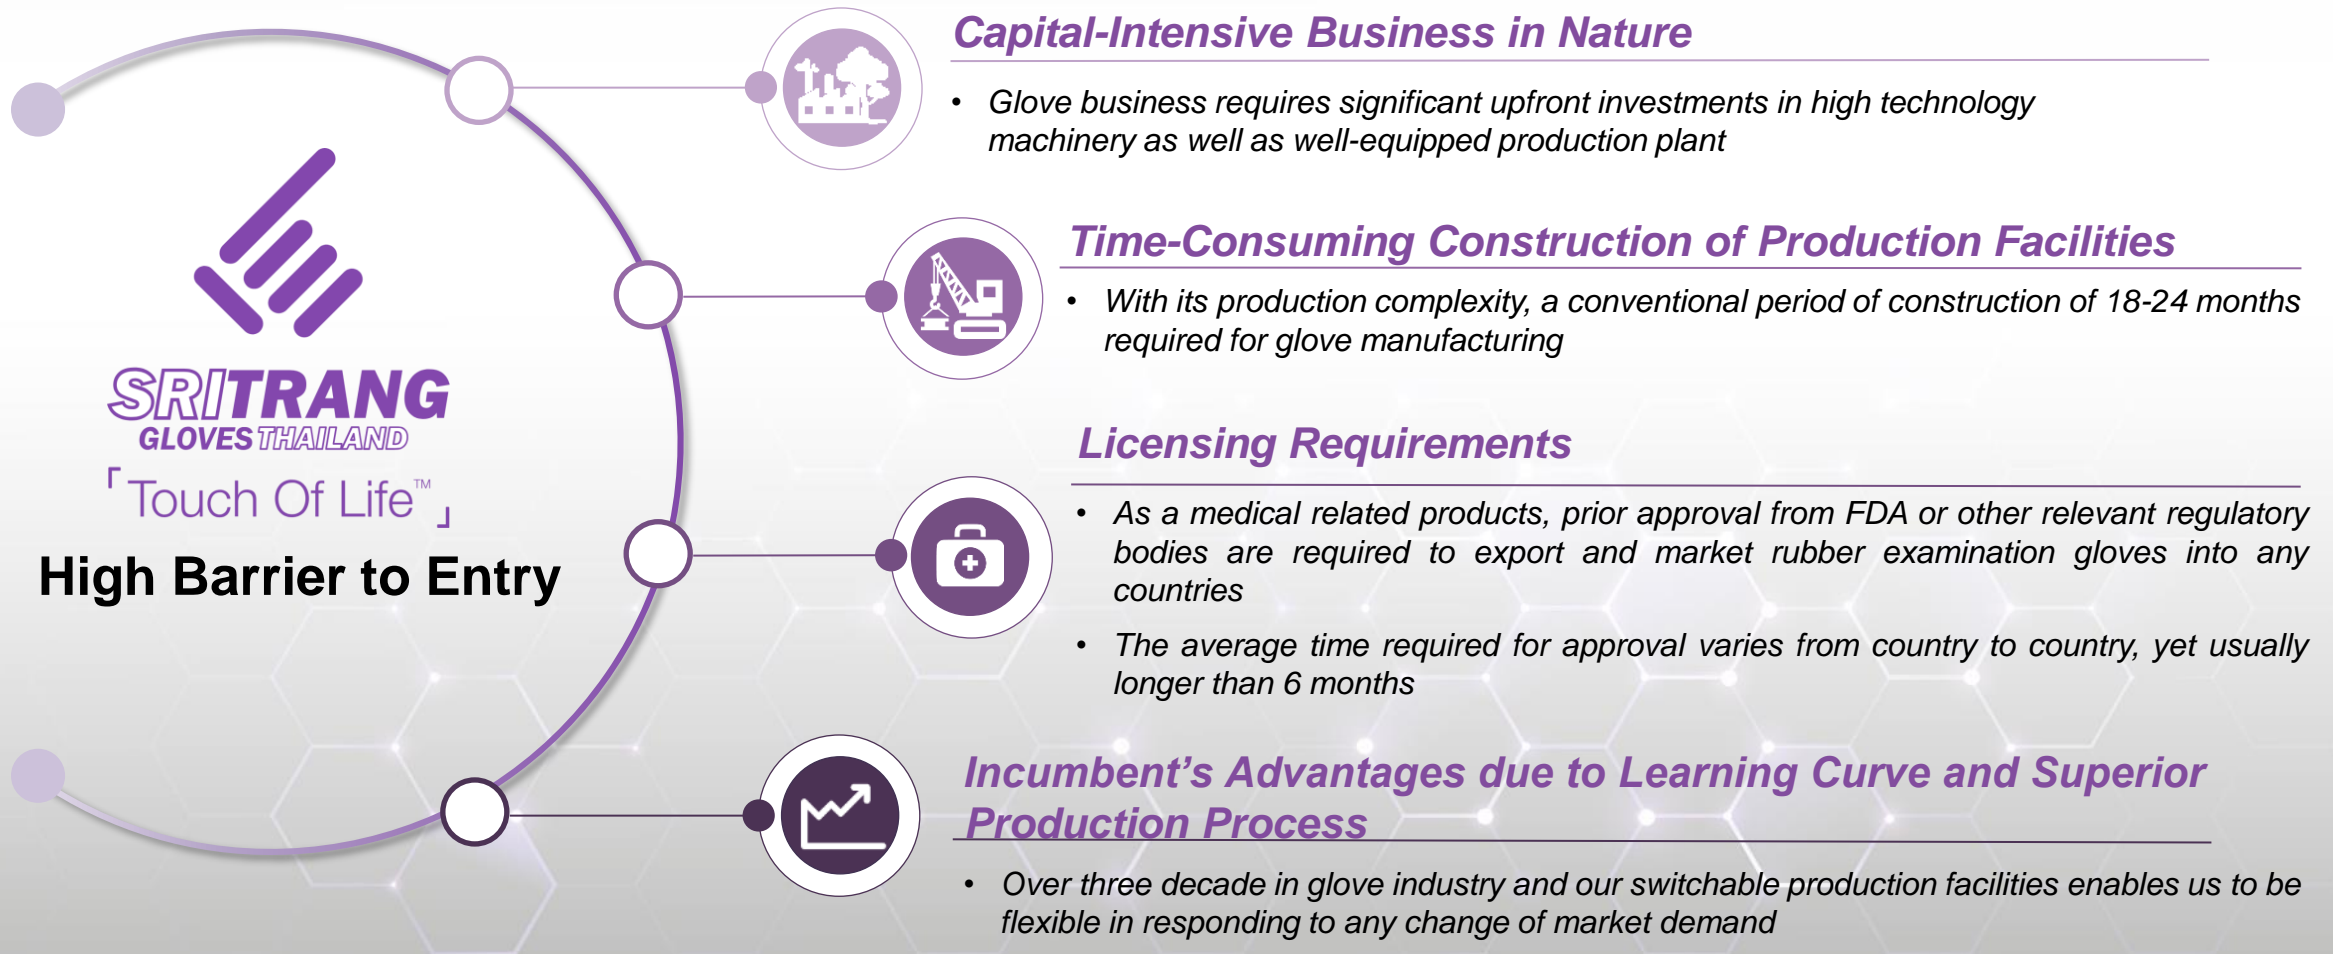 SRITRANG
GLOVES THAILAND
「Touch Of Life™」
High Barrier to Entry
Capital-Intensive Business in Nature
• Glove business requires significant upfront investments in high technology
machinery as well as well-equipped production plant
Time-Consuming Construction of Production Facilities
• With its production complexity, a conventional period of construction of 18-24 months
required for glove manufacturing
Licensing Requirements
• As a medical related products, prior approval from FDA or other relevant regulatory
bodies are required to export and market rubber examination gloves into any
countries
• The average time required for approval varies from country to country, yet usually
longer than 6 months
Incumbent's Advantages due to Learning Curve and Superior
Production Process
• Over three decade in glove industry and our switchable production facilities enables us to be
flexible in responding to any change of market demand